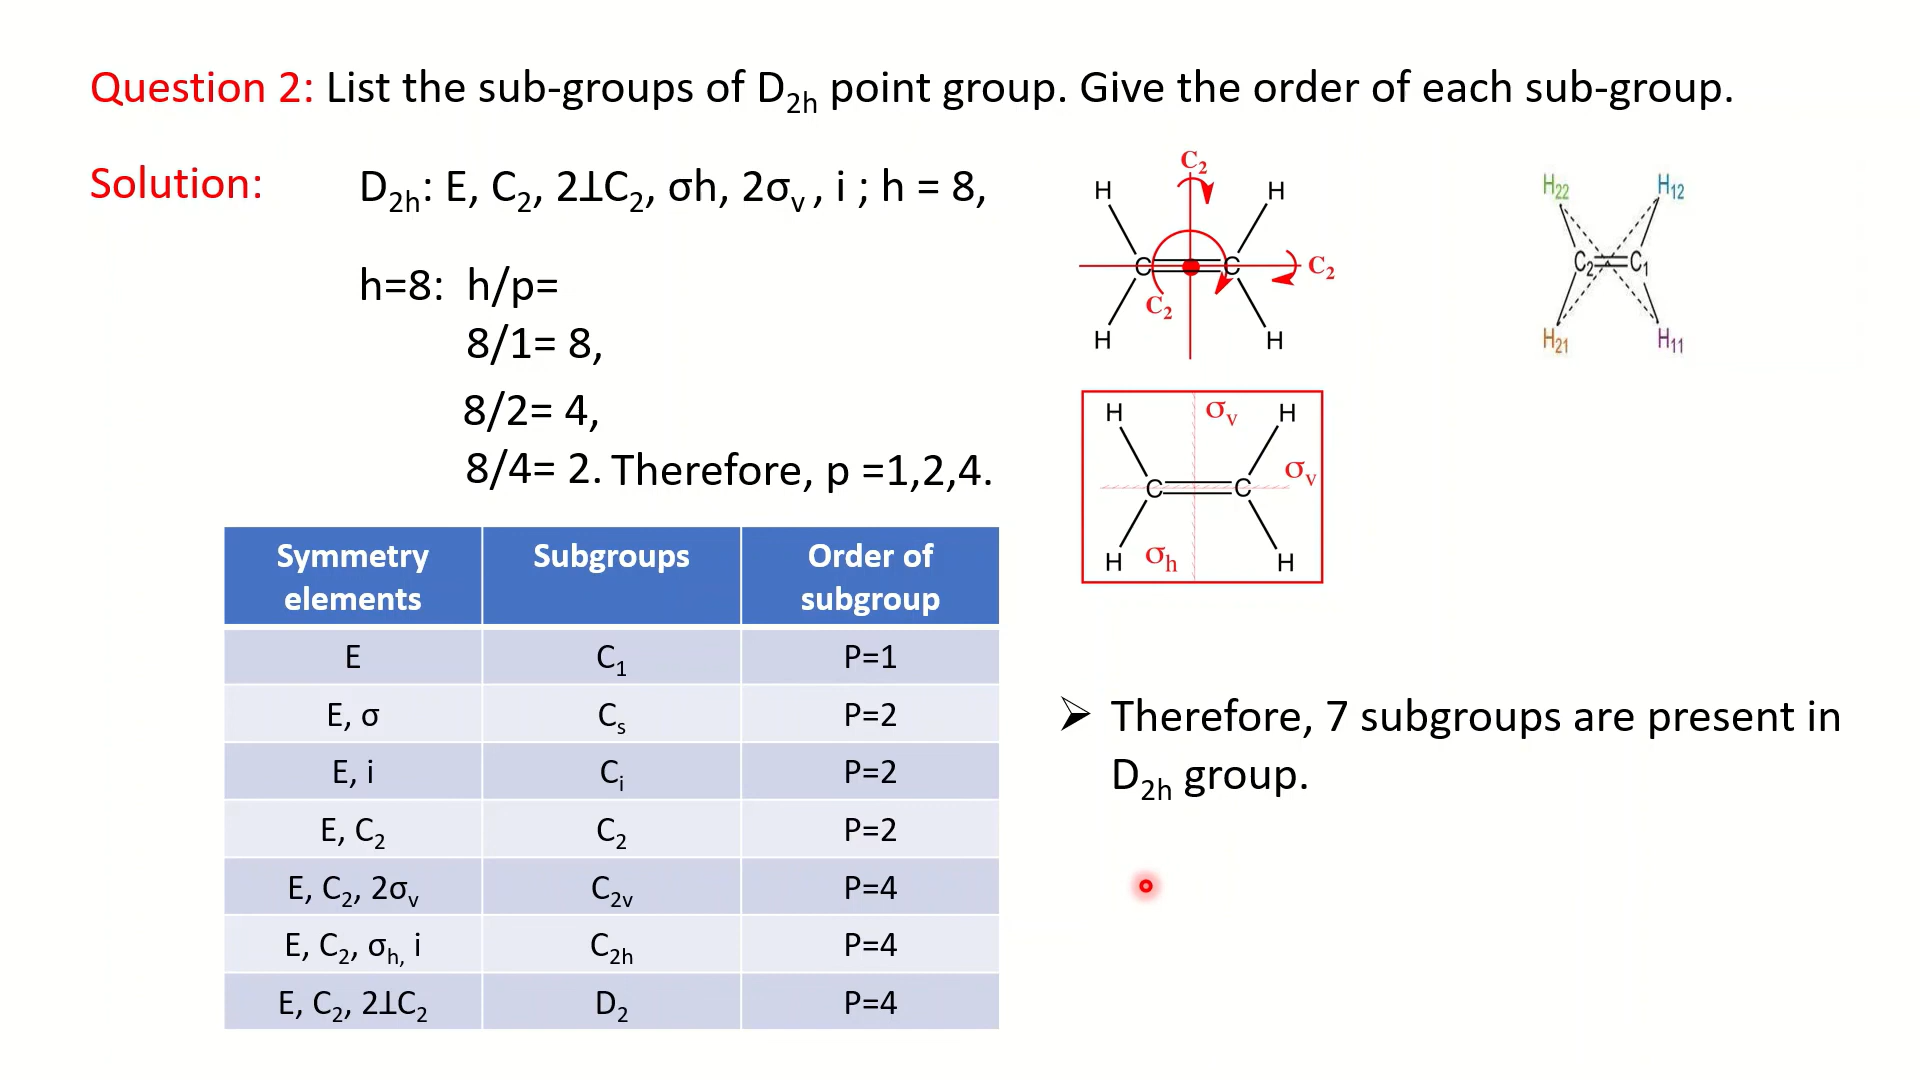 Question 2: List the sub-groups of D2h point group. Give the order of each sub-group.
Solution:
D2h: E, C2, 2⊥C2, σh, 2σv , i ; h = 8,
h=8: h/p=
8/1= 8,
8/2= 4,
8/4= 2. Therefore, p =1,2,4.
C2
H H
C C C2
C2
H H
H22 H12
C2 C1
H21 H11
H σv H
σv
C C
H σh H
Symmetry elements Subgroups Order of subgroup
E C1 P=1
E, σ Cs P=2
E, i Ci P=2
E, C2 C2 P=2
E, C2, 2σv C2v P=4
E, C2, σh, i C2h P=4
E, C2, 2⊥C2 D2 P=4
➢ Therefore, 7 subgroups are present in
D2h group.